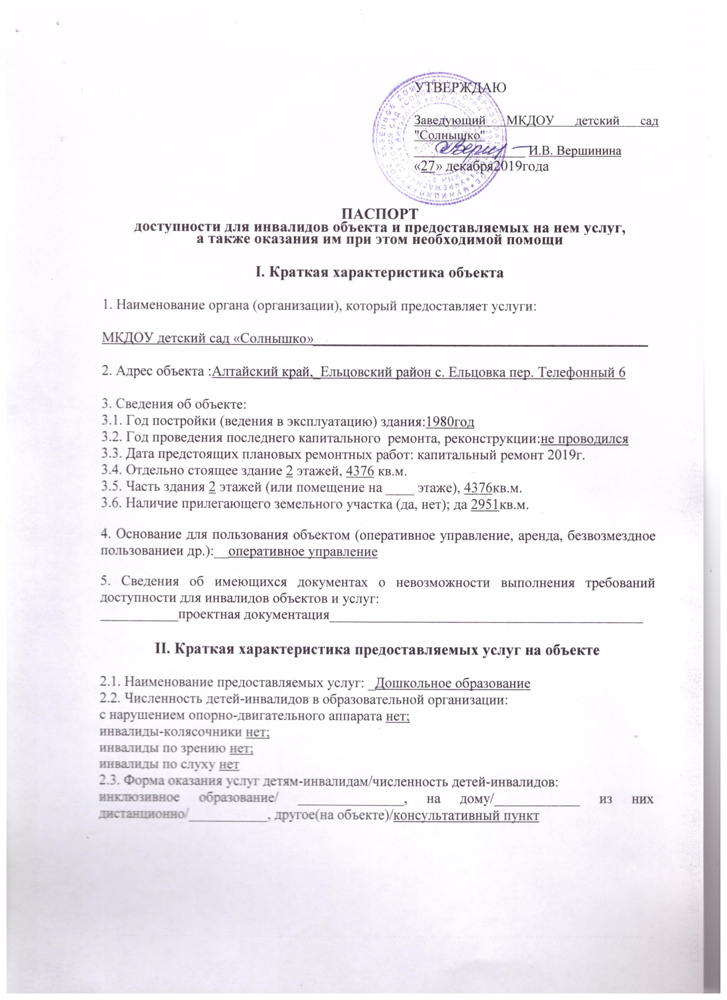 УТВЕРЖДАЮ
Заведующий МКДОУ детский сад
"Солнышко"
________________ И.В. Вершинина
«27» декабря2019года
ПАСПОРТ
доступности для инвалидов объекта и предоставляемых на нем услуг,
а также оказания им при этом необходимой помощи
I. Краткая характеристика объекта
1. Наименование органа (организации), который предоставляет услуги:
МКДОУ детский сад «Солнышко»_______________________________________________
2. Адрес объекта :Алтайский край,_Ельцовский район с. Ельцовка пер. Телефонный 6
3. Сведения об объекте:
3.1. Год постройки (ведения в эксплуатацию) здания:1980год
3.2. Год проведения последнего капитального ремонта, реконструкции:не проводился
3.3. Дата предстоящих плановых ремонтных работ: капитальный ремонт 2019г.
3.4. Отдельно стоящее здание 2 этажей, 4376 кв.м.
3.5. Часть здания 2 этажей (или помещение на ____ этаже), 4376кв.м.
3.6. Наличие прилегающего земельного участка (да, нет); да 2951кв.м.
4. Основание для пользования объектом (оперативное управление, аренда, безвозмездное
пользованиеи др.):__оперативное управление
5. Сведения об имеющихся документах о невозможности выполнения требований
доступности для инвалидов объектов и услуг:
___________проектная документация____________________________________________
II. Краткая характеристика предоставляемых услуг на объекте
2.1. Наименование предоставляемых услуг: _Дошкольное образование
2.2. Численность детей-инвалидов в образовательной организации:
с нарушением опорно-двигательного аппарата нет;
инвалиды-колясочники нет;
инвалиды по зрению нет;
инвалиды по слуху нет
2.3. Форма оказания услуг детям-инвалидам/численность детей-инвалидов:
инклюзивное образование/ _______________, на дому/____________ из них
дистанционно/___________, другое(на объекте)/консультативный пункт